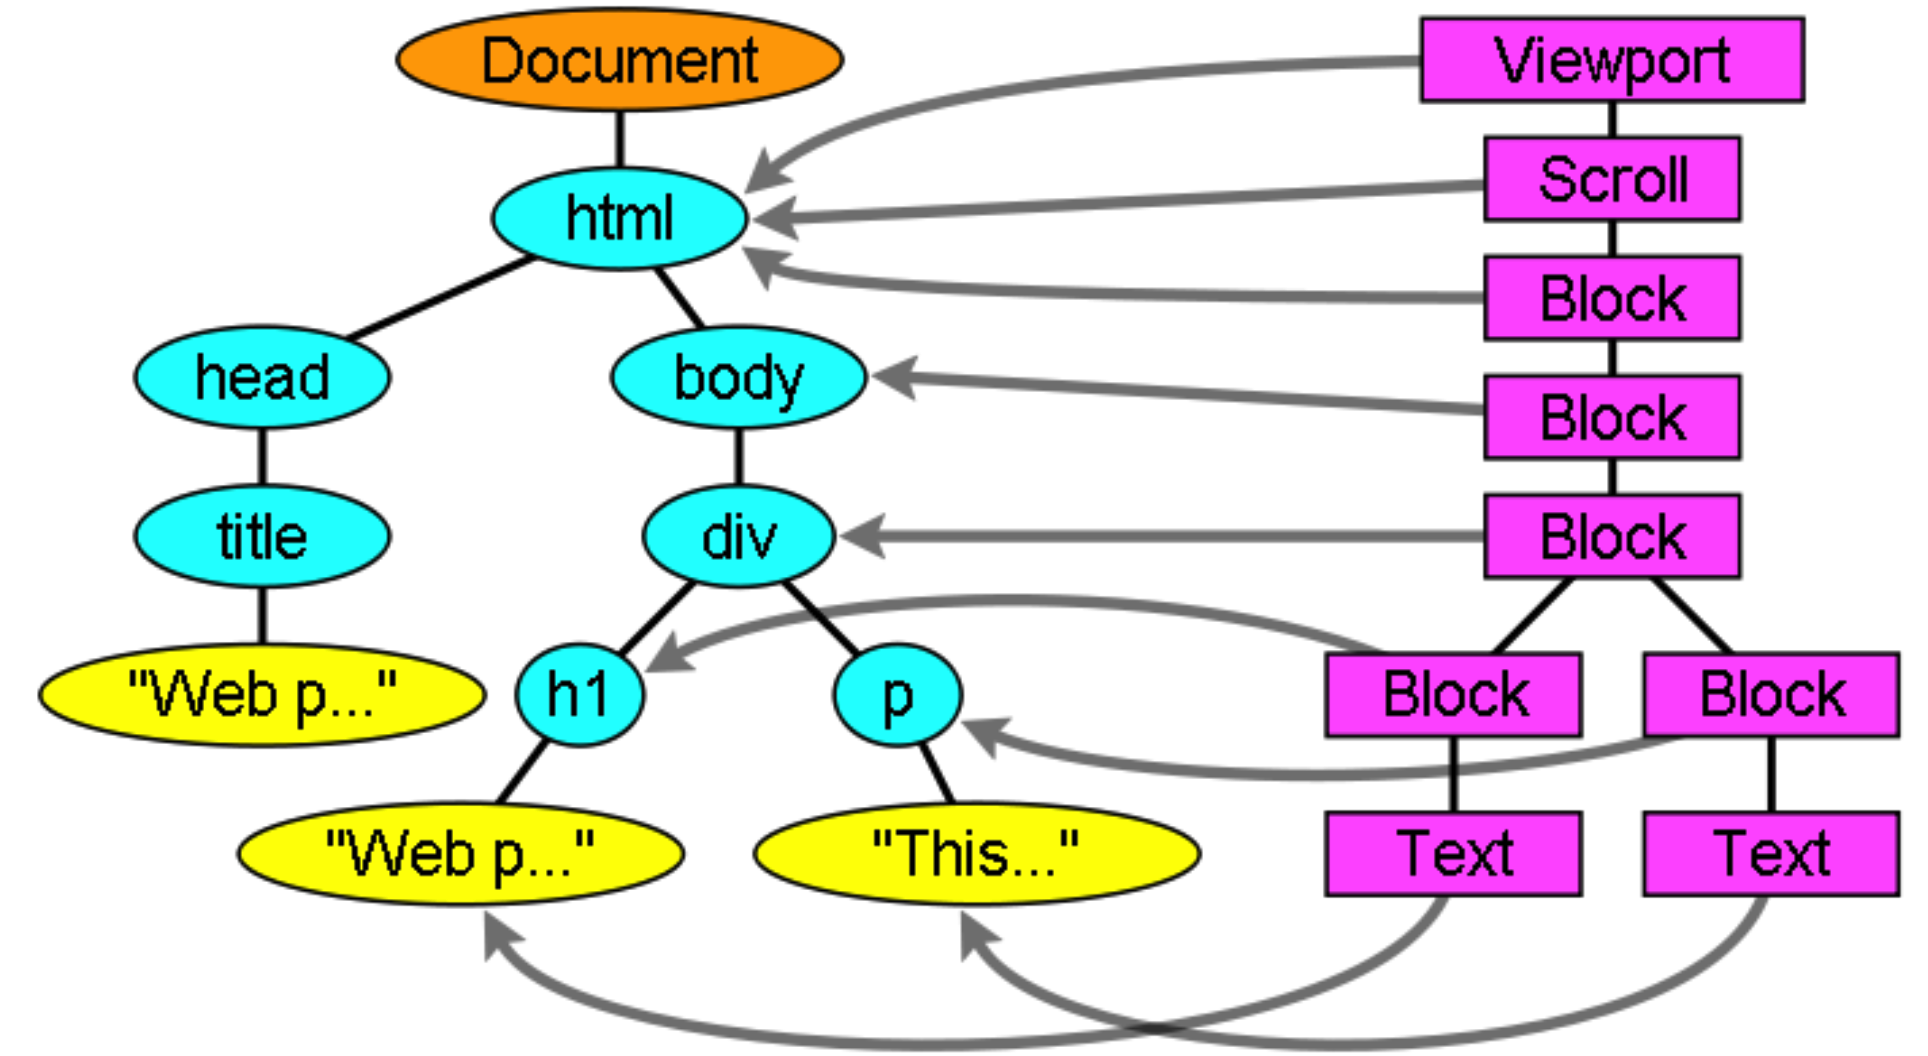 Document
Viewport
Scroll
html
Block
head
body
Block
title
div
Block
"Web p..."
h1
p
Block
Block
"Web p..."
"This..."
Text
Text